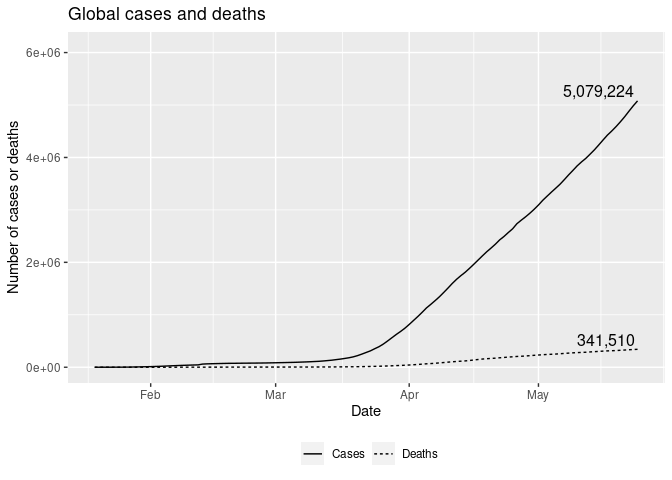 Global cases and deaths
6e+06
5,079,224
4e+06
Number of cases or deaths
2e+06
341,510
0e+00
Feb Mar Apr May
Date
Cases Deaths